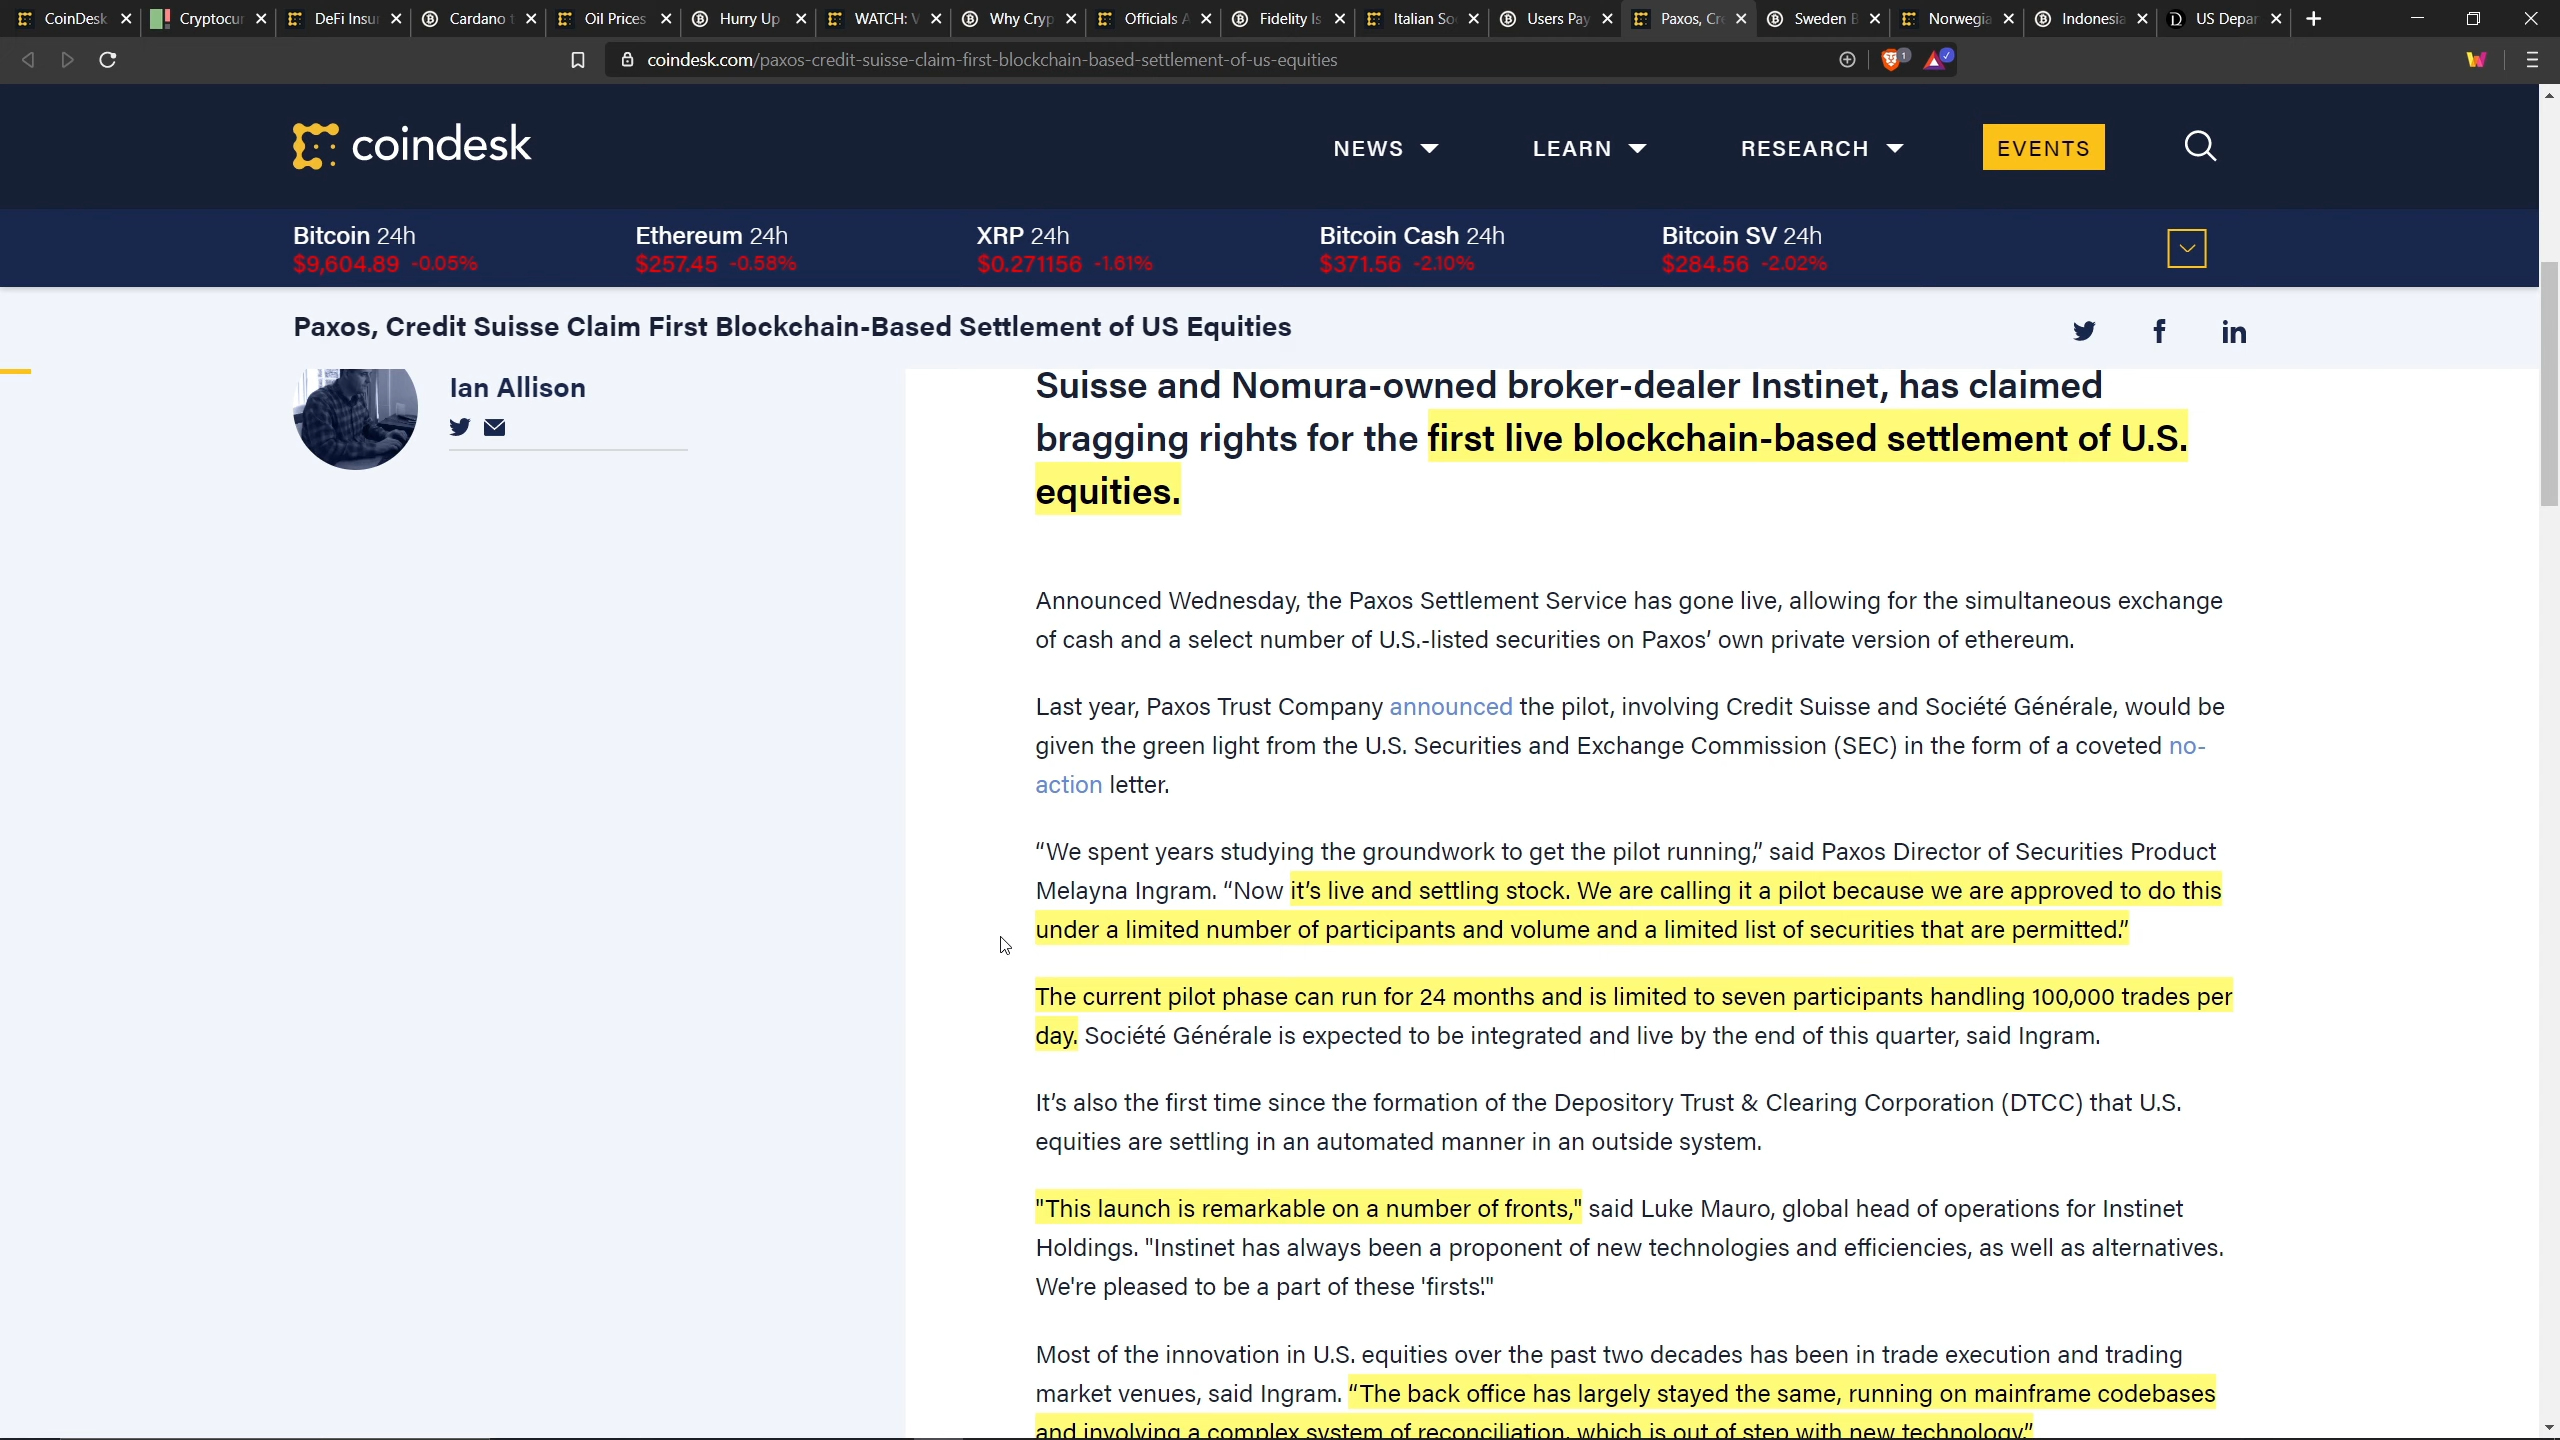 CoinDesk
Cryptocur
DeFi Insur
Cardano t
Oil Prices
Hurry Up
WATCH: V
Why Cryp
Officials A
Fidelity Is
Italian So
Users Pay
Paxos, Cre
Sweden B
Norwegia
Indonesia
US Depar
coindesk.com/paxos-credit-suisse-claim-first-blockchain-based-settlement-of-us-equities
1
coindesk
NEWS
LEARN
RESEARCH
EVENTS
Bitcoin 24h
$9,604.89 -0.05%
Ethereum 24h
$257.45 -0.58%
XRP 24h
$0.271156 -1.61%
Bitcoin Cash 24h
$371.56 -2.10%
Bitcoin SV 24h
$284.56 -2.02%
Paxos, Credit Suisse Claim First Blockchain-Based Settlement of US Equities
f
in
Ian Allison
Suisse and Nomura-owned broker-dealer Instinet, has claimed
bragging rights for the first live blockchain-based settlement of U.S.
equities.
Announced Wednesday, the Paxos Settlement Service has gone live, allowing for the simultaneous exchange
of cash and a select number of U.S.-listed securities on Paxos’ own private version of ethereum.
Last year, Paxos Trust Company announced the pilot, involving Credit Suisse and Société Générale, would be
given the green light from the U.S. Securities and Exchange Commission (SEC) in the form of a coveted no-
action letter.
“We spent years studying the groundwork to get the pilot running,” said Paxos Director of Securities Product
Melayna Ingram. “Now it’s live and settling stock. We are calling it a pilot because we are approved to do this
under a limited number of participants and volume and a limited list of securities that are permitted.”
The current pilot phase can run for 24 months and is limited to seven participants handling 100,000 trades per
day. Société Générale is expected to be integrated and live by the end of this quarter, said Ingram.
It’s also the first time since the formation of the Depository Trust & Clearing Corporation (DTCC) that U.S.
equities are settling in an automated manner in an outside system.
"This launch is remarkable on a number of fronts," said Luke Mauro, global head of operations for Instinet
Holdings. "Instinet has always been a proponent of new technologies and efficiencies, as well as alternatives.
We're pleased to be a part of these 'firsts.'"
Most of the innovation in U.S. equities over the past two decades has been in trade execution and trading
market venues, said Ingram. “The back office has largely stayed the same, running on mainframe codebases
and involving a complex system of reconciliation, which is out of step with new technology.”